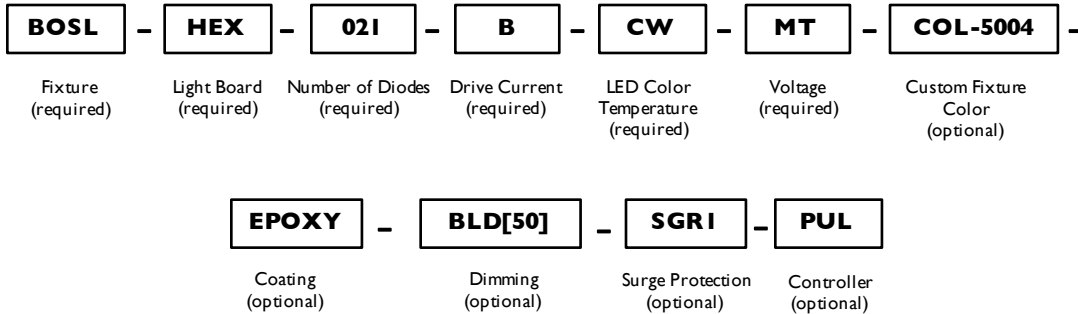 BOSL – HEX – 021 – B – CW – MT – COL-5004 –
Fixture Light Board Number of Diodes Drive Current LED Color Voltage Custom Fixture
(required) (required) (required) (required) Temperature (required) Color
(required) (optional)
EPOXY – BLD[50] – SGR1 – PUL
Coating Dimming Surge Protection Controller
(optional) (optional) (optional) (optional)